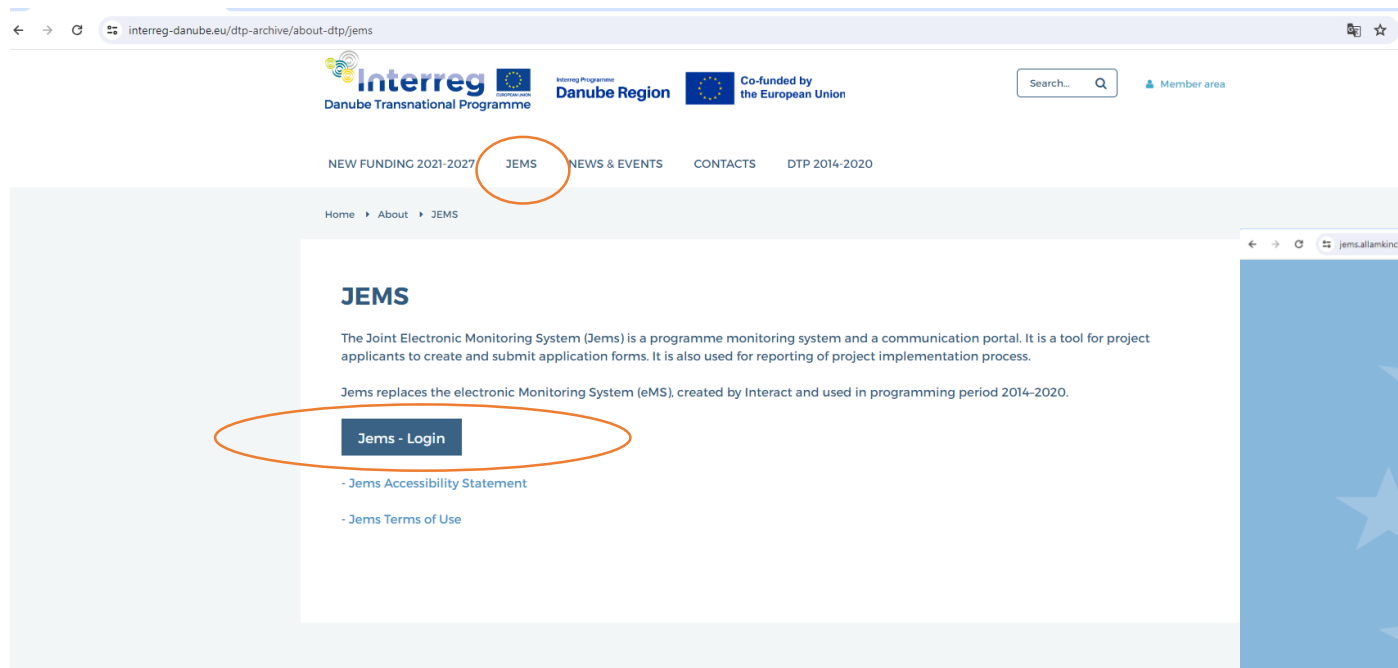 interreg-danube.eu/dtp-archive/about-dtp/jems
Interreg
EUROPEAN UNION
Danube Transnational Programme
Interreg Programme
Danube Region
Co-funded by
the European Union
Search...
Member area
NEW FUNDING 2021-2027 JEMS NEWS & EVENTS CONTACTS DTP 2014-2020
Home About JEMS
jems.allamkinc
JEMS
The Joint Electronic Monitoring System (Jems) is a programme monitoring system and a communication portal. It is a tool for project
applicants to create and submit application forms. It is also used for reporting of project implementation process.
Jems replaces the electronic Monitoring System (eMS), created by Interact and used in programming period 2014–2020.
Jems - Login
- Jems Accessibility Statement
- Jems Terms of Use